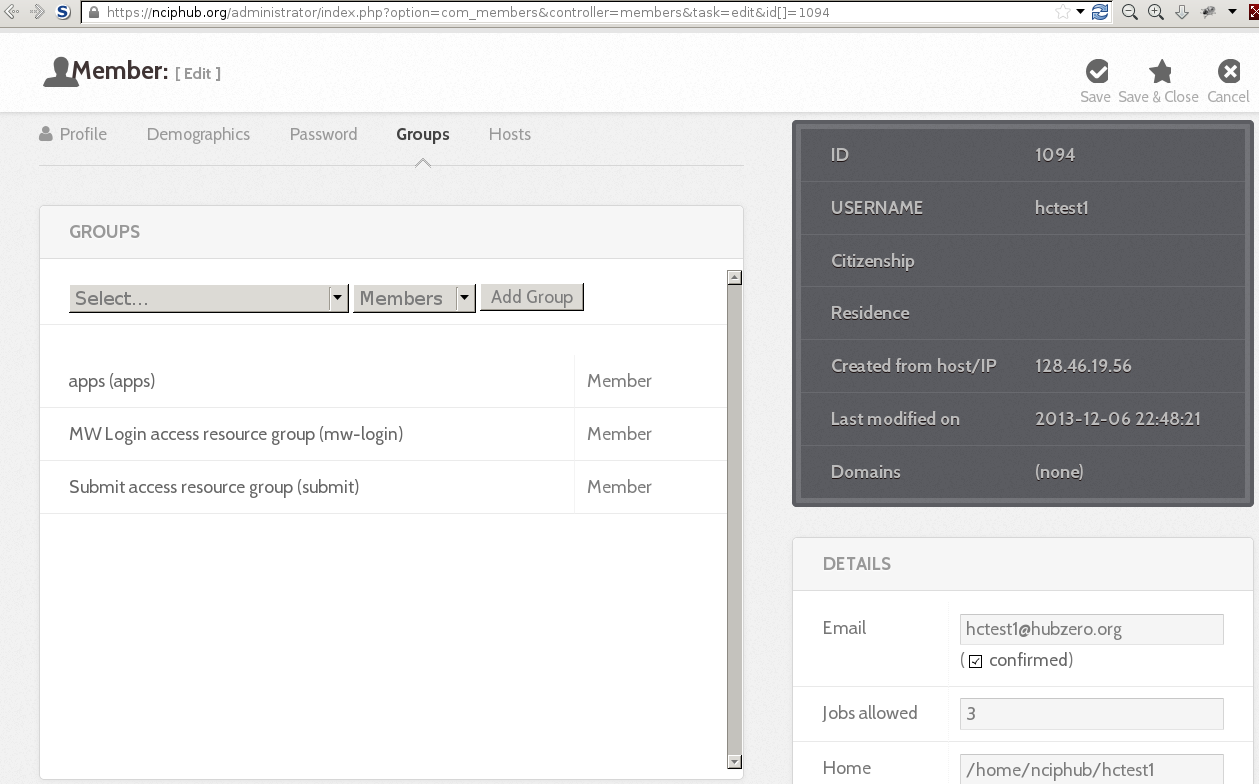 https://nciphub.org/administrator/index.php?option=com_members&controller=members&task=edit&id[]=1094
Member: [ Edit ]
Save Save & Close Cancel
Profile Demographics Password Groups Hosts
GROUPS
Select... Members Add Group
apps (apps) Member
MW Login access resource group (mw-login) Member
Submit access resource group (submit) Member
ID 1094
USERNAME hctest1
Citizenship
Residence
Created from host/IP 128.46.19.56
Last modified on 2013-12-06 22:48:21
Domains (none)
DETAILS
Email hctest1@hubzero.org
( confirmed)
Jobs allowed 3
Home /home/nciphub/hctest1